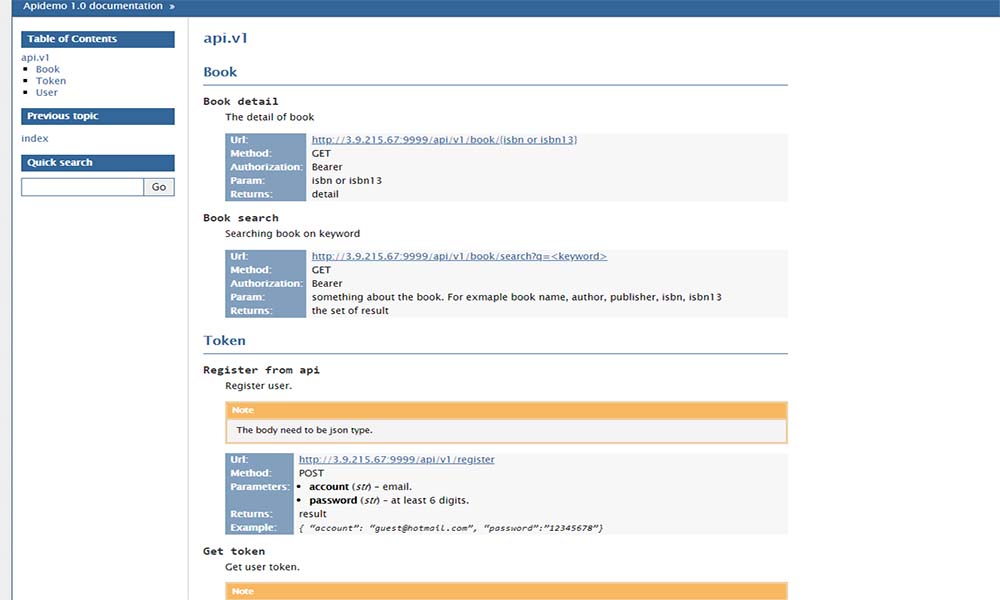 Apidemo 1.0 documentation »
Table of Contents
api.v1
Book
Token
User
Previous topic
index
Quick search
Go
api.v1
Book
Book detail
The detail of book
Url: http://3.9.215.67:9999/api/v1/book/{isbn or isbn13}
Method: GET
Authorization: Bearer
Param: isbn or isbn13
Returns: detail
Book search
Searching book on keyword
Url: http://3.9.215.67:9999/api/v1/book/search?q=<keyword>
Method: GET
Authorization: Bearer
Param: something about the book. For exmaple book name, author, publisher, isbn, isbn13
Returns: the set of result
Token
Register from api
Register user.
Note
The body need to be json type.
Url: http://3.9.215.67:9999/api/v1/register
Method: POST
Parameters: • account (str) – email.
• password (str) – at least 6 digits.
Returns: result
Example: { “account”: “guest@hotmail.com”, “password”:”12345678”}
Get token
Get user token.
Note